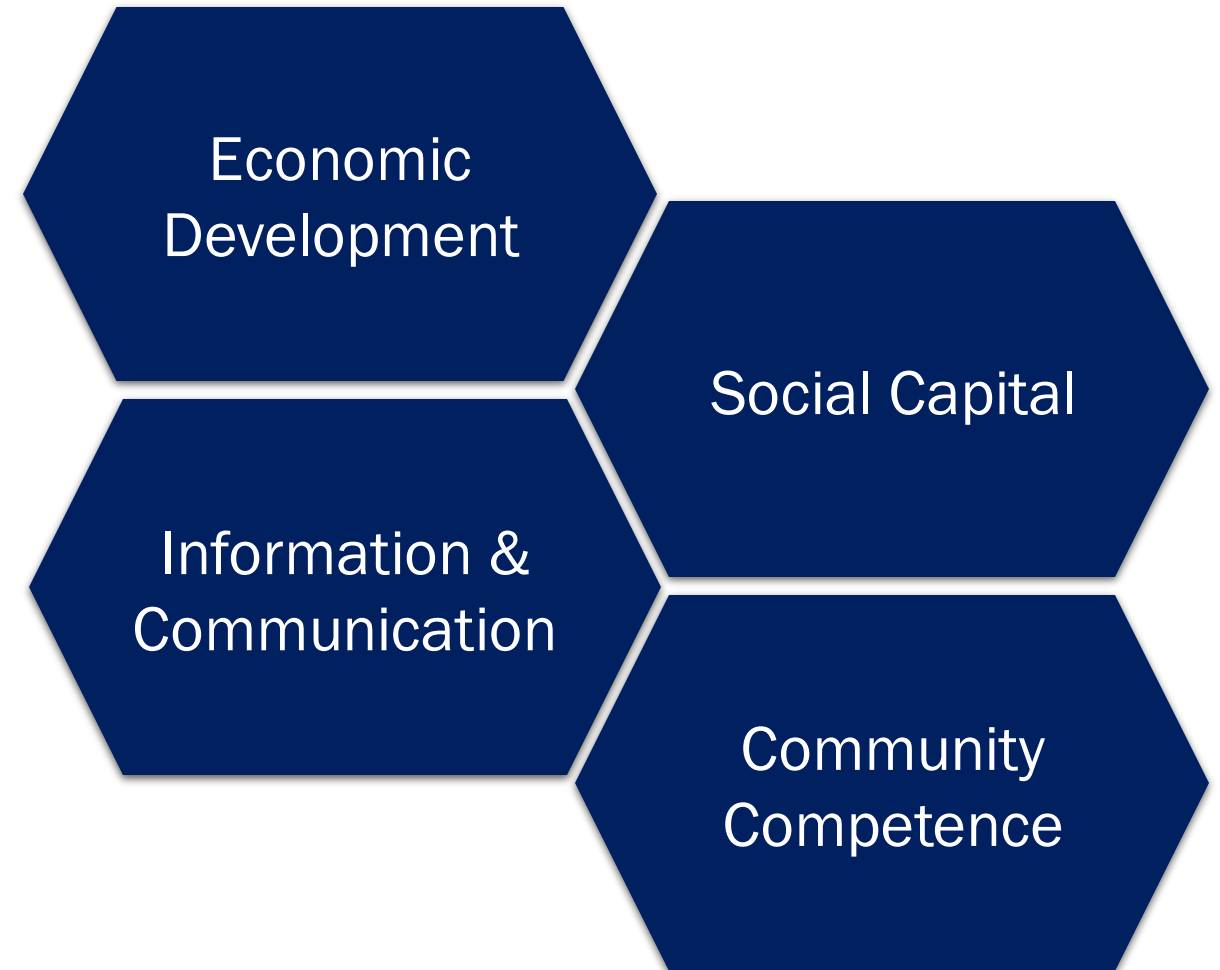 Economic
Development
Social Capital
Information &
Communication
Community
Competence